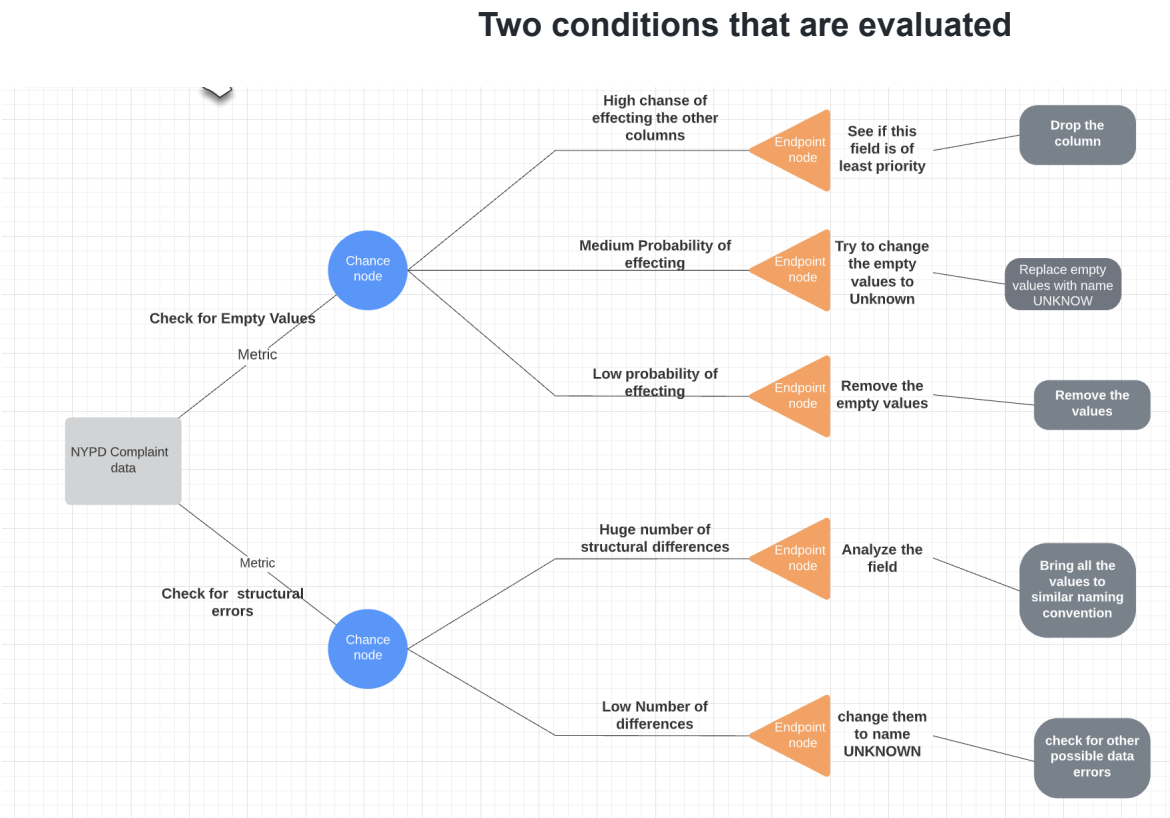 Two conditions that are evaluated
High chanse of
effecting the other
columns
Endpoint
node
See if this
field is of
least priority
Drop the
column
Medium Probability of
effecting
Endpoint
node
Try to change
the empty
values to
Unknown
Replace empty
values with name
UNKNOW
Chance
node
Check for Empty Values
Metric
Low probability of
effecting
Endpoint
node
Remove the
empty values
Remove the
values
NYPD Complaint
data
Huge number of
structural differences
Endpoint
node
Analyze the
field
Bring all the
values to
similar naming
convention
Metric
Check for  structural
errors
Chance
node
Low Number of
differences
Endpoint
node
change them
to name
UNKNOWN
check for other
possible data
errors